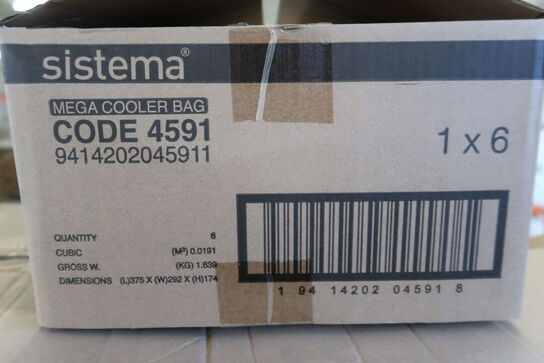 sistema®
MEGA COOLER BAG
CODE 4591
9414202045911
1 x 6
QUANTITY 6
CUBIC (M³) 0.0191
GROSS W. (KG) 1.639
DIMENSIONS (L)375 X (W)292 X (H)174
1 94 14202 04591 8